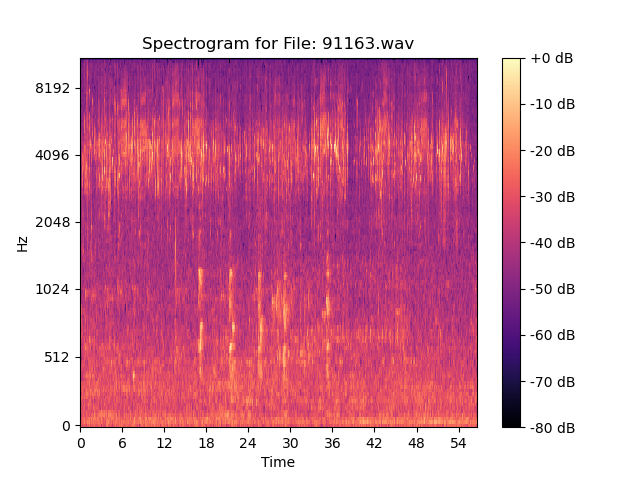 Spectrogram for File: 91163.wav
8192
4096
2048
1024
512
0
Hz
0 6 12 18 24 30 36 42 48 54
Time
+0 dB
-10 dB
-20 dB
-30 dB
-40 dB
-50 dB
-60 dB
-70 dB
-80 dB